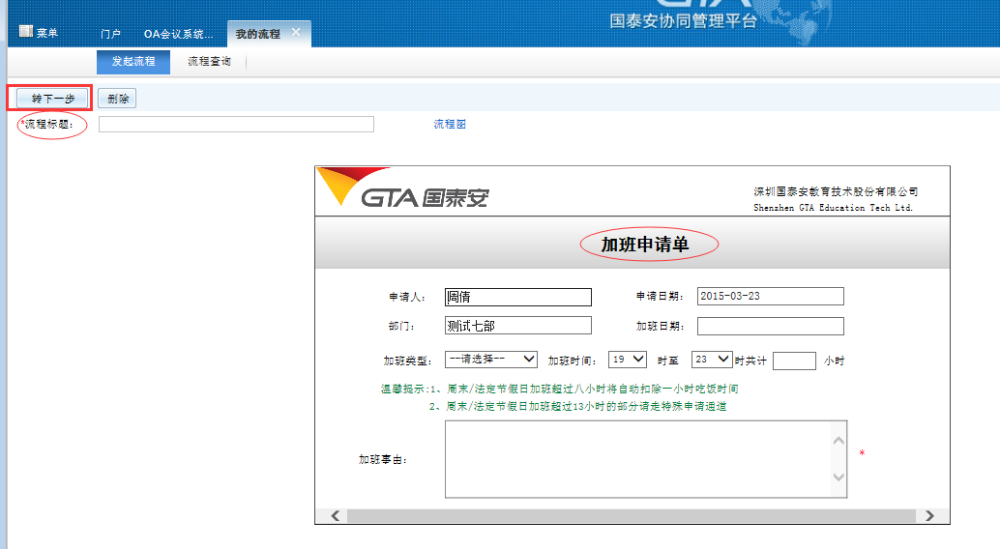 GTA
国泰安协同管理平台
菜单 门户 OA会议系统... 我的流程
发起流程 流程查询
转下一步 删除
*流程标题： 流程图
GTA 国泰安
深圳国泰安教育技术股份有限公司
Shenzhen GTA Education Tech Ltd.
加班申请单
申请人： 周倩 申请日期： 2015-03-23
部门： 测试七部 加班日期：
加班类型： --请选择-- 加班时间： 19 时至 23 时共计 小时
温馨提示:1、周末/法定节假日加班超过八小时将自动扣除一小时吃饭时间
2、周末/法定节假日加班超过13小时的部分请走特殊申请通道
加班事由： *